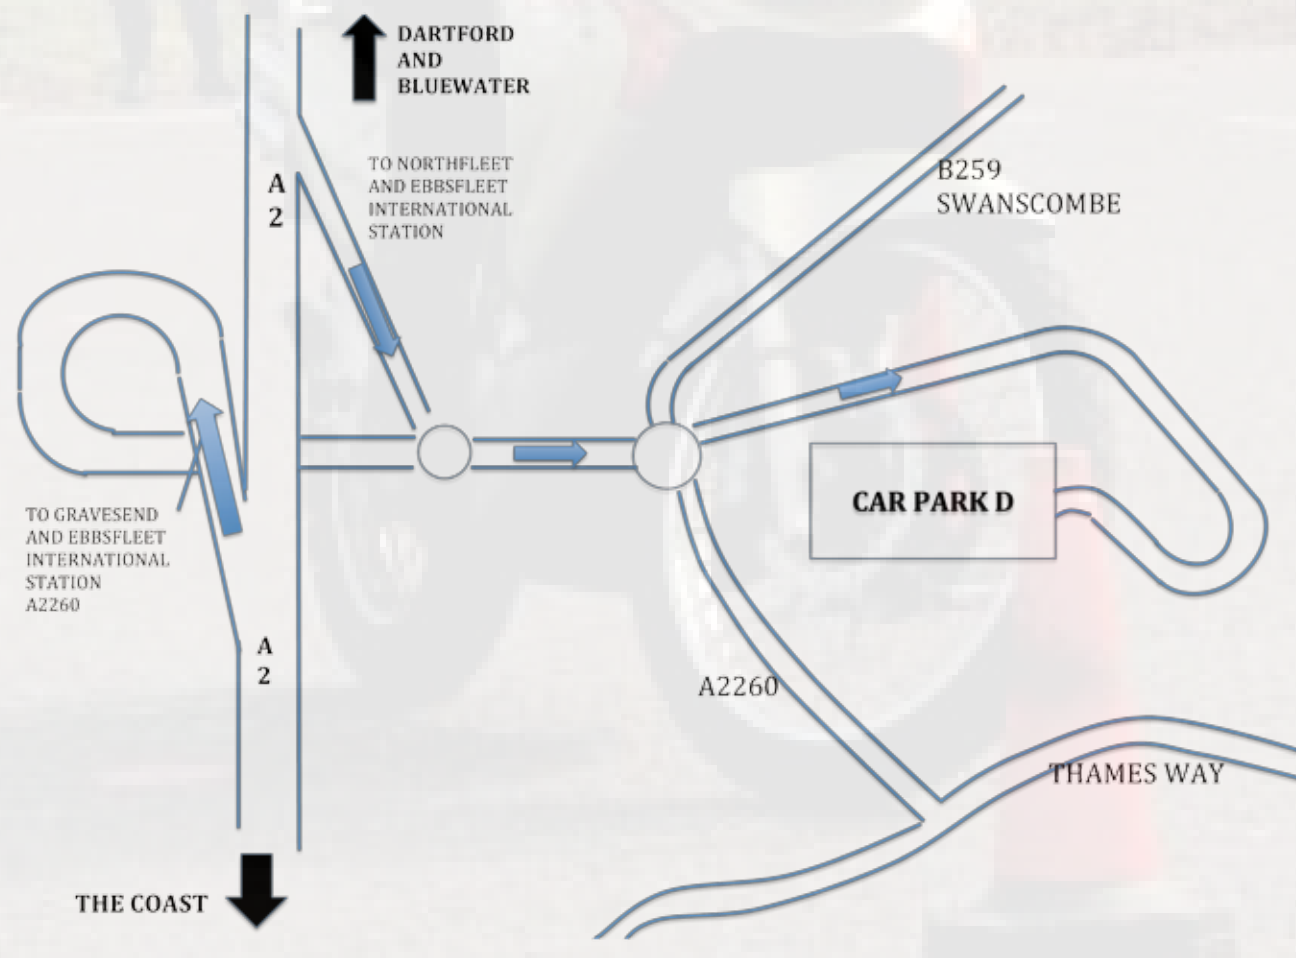 DARTFORD
AND
BLUEWATER
TO NORTHFLEET
AND EBBSFLEET
INTERNATIONAL
STATION
A
2
B259
SWANSCOMBE
CAR PARK D
TO GRAVESEND
AND EBBSFLEET
INTERNATIONAL
STATION
A2260
A
2
A2260
THAMES WAY
THE COAST